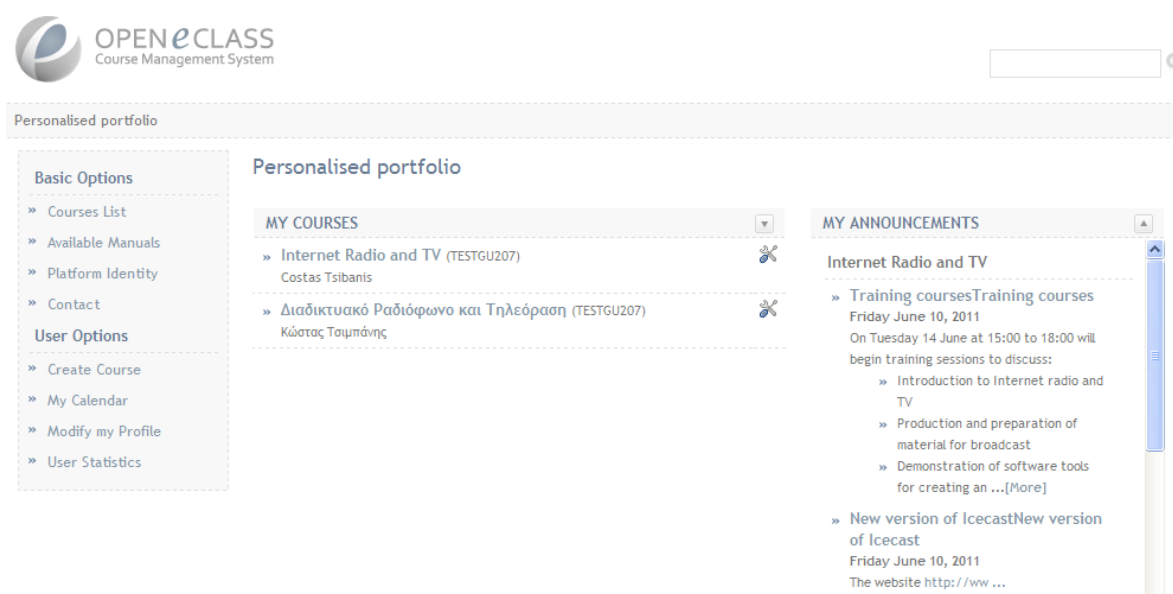 OPEN eCLASS
Course Management System
Personalised portfolio
Basic Options
» Courses List
» Available Manuals
» Platform Identity
» Contact
User Options
» Create Course
» My Calendar
» Modify my Profile
» User Statistics
Personalised portfolio
MY COURSES
» Internet Radio and TV (TESTGU207)
Costas Tsibanis
» Διαδικτυακό Ραδιόφωνο και Τηλεόραση (TESTGU207)
Κώστας Τσιμπάνης
MY ANNOUNCEMENTS
Internet Radio and TV
» Training coursesTraining courses
Friday June 10, 2011
On Tuesday 14 June at 15:00 to 18:00 will
begin training sessions to discuss:
» Introduction to Internet radio and
TV
» Production and preparation of
material for broadcast
» Demonstration of software tools
for creating an ...[More]
» New version of IcecastNew version
of Icecast
Friday June 10, 2011
The website http://ww ...